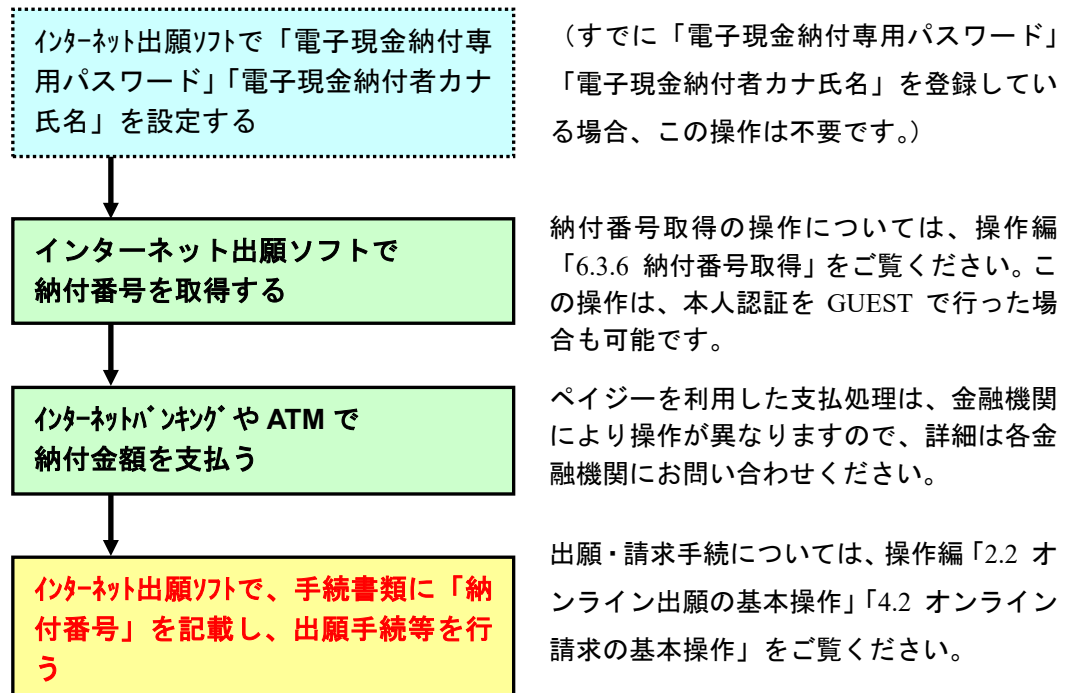 ｲﾝﾀｰﾈｯﾄ出願ｿﾌﾄで「電子現金納付専
用パスワード」「電子現金納付者カナ
氏名」を設定する
（すでに「電子現金納付専用パスワード」
「電子現金納付者カナ氏名」を登録してい
る場合、この操作は不要です。）
インターネット出願ソフトで
納付番号を取得する
納付番号取得の操作については、操作編
「6.3.6 納付番号取得」をご覧ください。こ
の操作は、本人認証を GUEST で行った場
合も可能です。
ｲﾝﾀｰﾈｯﾄﾊﾞﾝｷﾝｸﾞや ATM で
納付金額を支払う
ペイジーを利用した支払処理は、金融機関
により操作が異なりますので、詳細は各金
融機関にお問い合わせください。
ｲﾝﾀｰﾈｯﾄ出願ｿﾌﾄで、手続書類に「納
付番号」を記載し、出願手続等を行
う
出願・請求手続については、操作編「2.2 オ
ンライン出願の基本操作」「4.2 オンライン
請求の基本操作」をご覧ください。